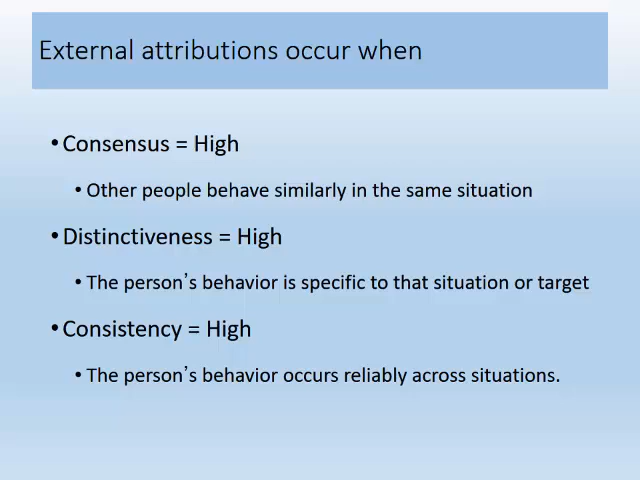 External attributions occur when
•Consensus = High
• Other people behave similarly in the same situation
•Distinctiveness = High
• The person’s behavior is specific to that situation or target
•Consistency = High
• The person’s behavior occurs reliably across situations.